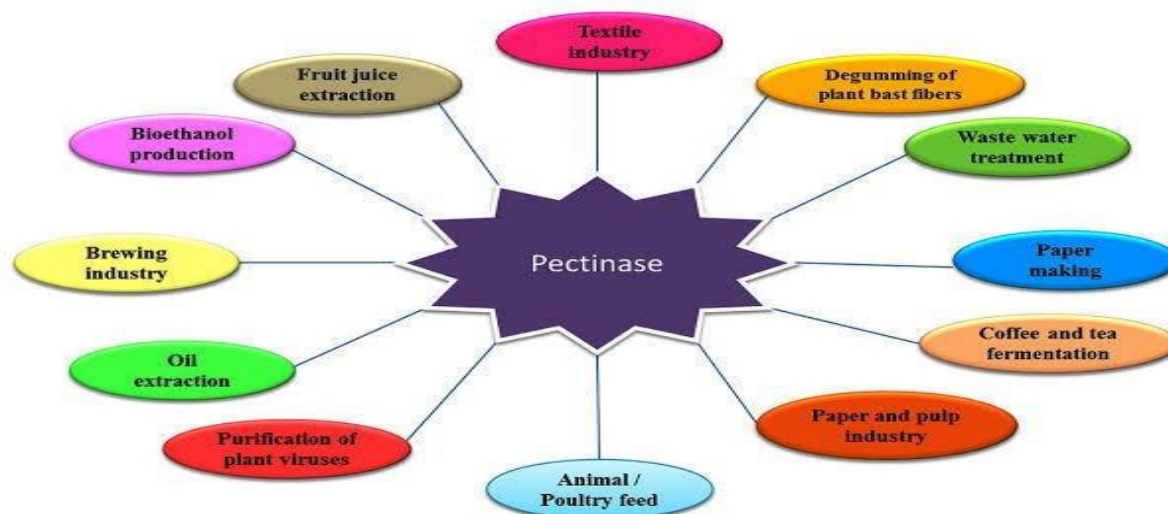 Textile
industry
Degumming of
plant bast fibers
Waste water
treatment
Paper
making
Coffee and tea
fermentation
Paper and pulp
industry
Animal /
Poultry feed
Purification of
plant viruses
Oil
extraction
Brewing
industry
Bioethanol
production
Fruit juice
extraction
Pectinase